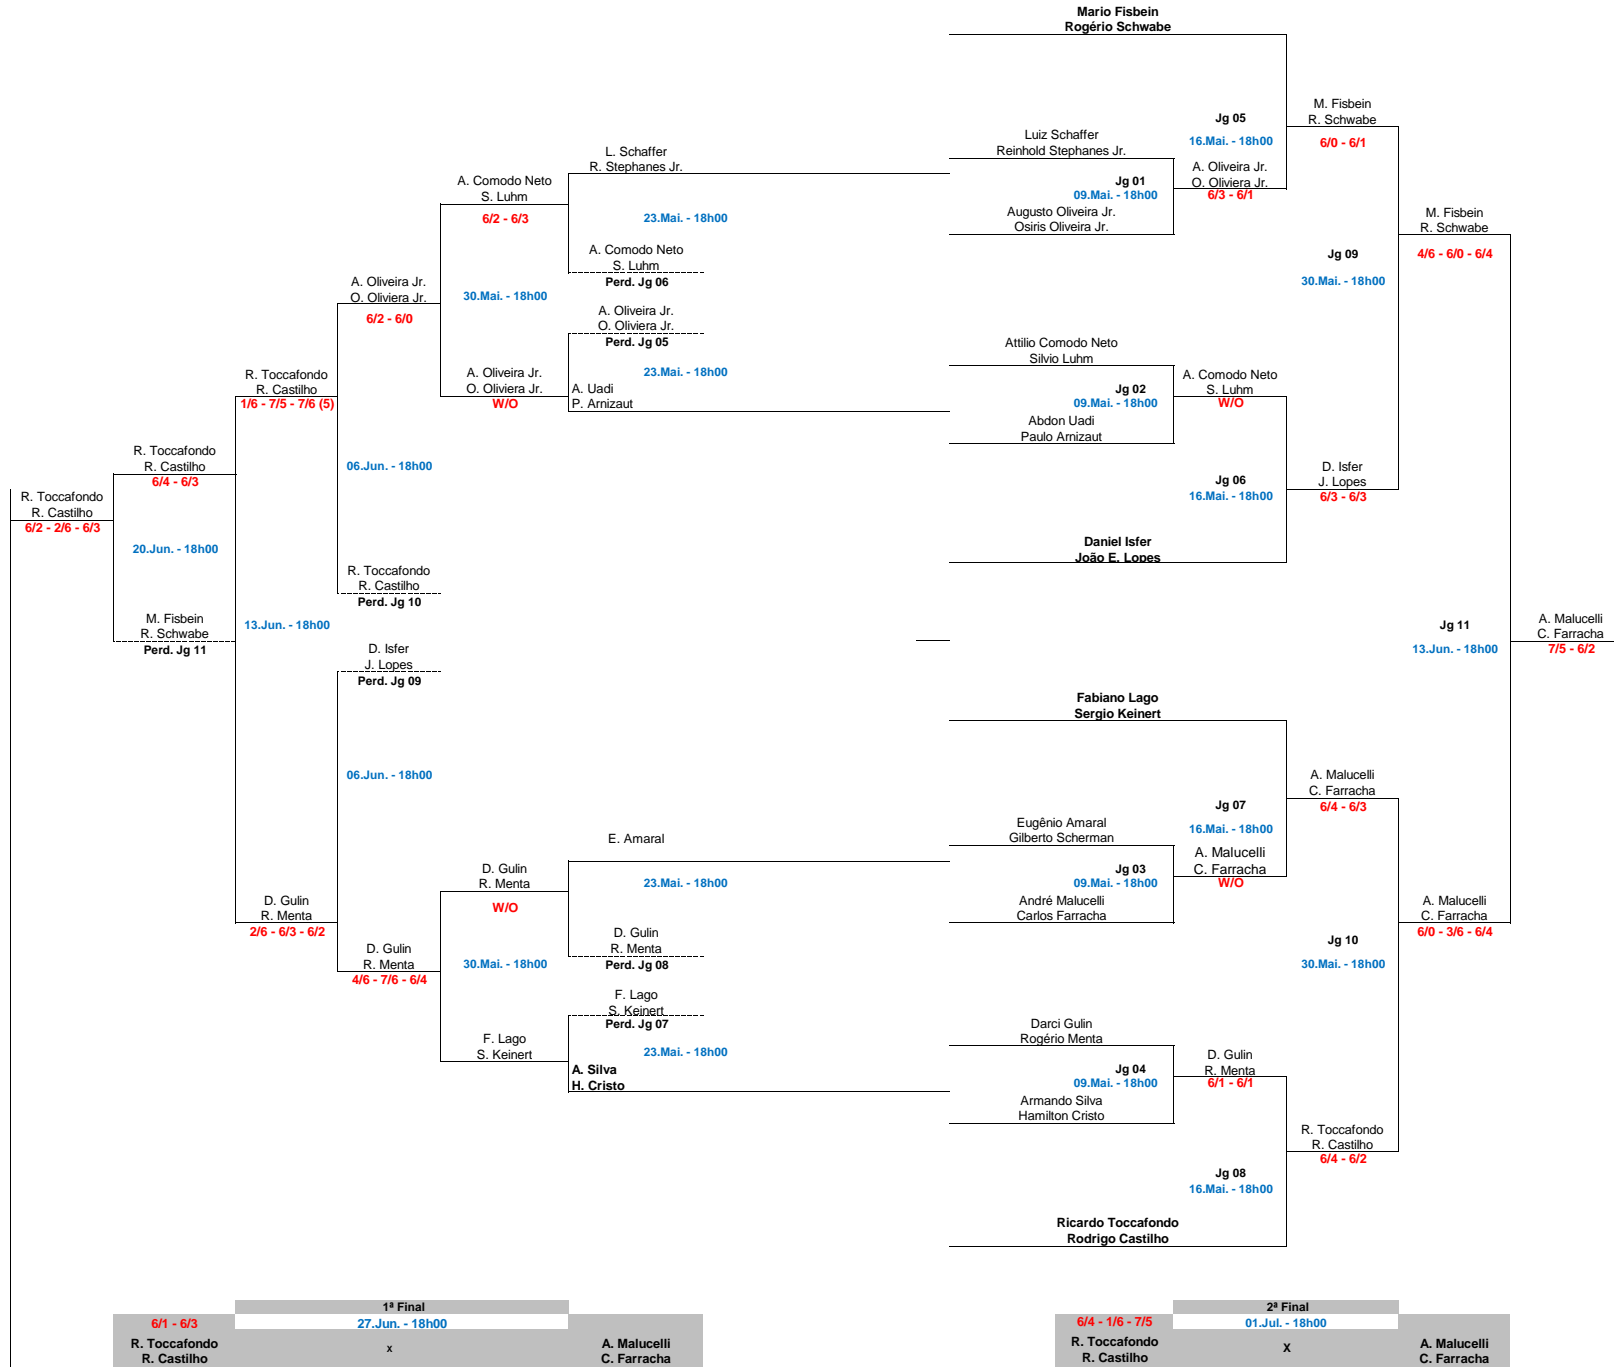 Mario Fisbein
Rogério Schwabe
M. Fisbein
R. Schwabe
6/0 - 6/1
Jg 05
16.Mai. - 18h00
Luiz Schaffer
Reinhold Stephanes Jr.
L. Schaffer
R. Stephanes Jr.
A. Oliveira Jr.
O. Oliviera Jr.
6/3 - 6/1
Jg 01
09.Mai. - 18h00
A. Comodo Neto
S. Luhm
6/2 - 6/3
23.Mai. - 18h00
Augusto Oliveira Jr.
Osiris Oliveira Jr.
M. Fisbein
R. Schwabe
4/6 - 6/0 - 6/4
A. Comodo Neto
S. Luhm
Perd. Jg 06
Jg 09
30.Mai. - 18h00
A. Oliveira Jr.
O. Oliviera Jr.
6/2 - 6/0
30.Mai. - 18h00
A. Oliveira Jr.
O. Oliviera Jr.
Perd. Jg 05
Attilio Comodo Neto
Silvio Luhm
R. Toccafondo
R. Castilho
1/6 - 7/5 - 7/6 (5)
A. Oliveira Jr.
O. Oliviera Jr.
W/O
23.Mai. - 18h00
A. Uadi
P. Arnizaut
Jg 02
09.Mai. - 18h00
A. Comodo Neto
S. Luhm
W/O
Abdon Uadi
Paulo Arnizaut
R. Toccafondo
R. Castilho
6/4 - 6/3
06.Jun. - 18h00
Jg 06
16.Mai. - 18h00
D. Isfer
J. Lopes
6/3 - 6/3
R. Toccafondo
R. Castilho
6/2 - 2/6 - 6/3
20.Jun. - 18h00
Daniel Isfer
João E. Lopes
R. Toccafondo
R. Castilho
Perd. Jg 10
M. Fisbein
R. Schwabe
Perd. Jg 11
13.Jun. - 18h00
Jg 11
13.Jun. - 18h00
A. Malucelli
C. Farracha
7/5 - 6/2
D. Isfer
J. Lopes
Perd. Jg 09
Fabiano Lago
Sergio Keinert
06.Jun. - 18h00
A. Malucelli
C. Farracha
6/4 - 6/3
Jg 07
16.Mai. - 18h00
E. Amaral
Eugênio Amaral
Gilberto Scherman
A. Malucelli
C. Farracha
W/O
D. Gulin
R. Menta
W/O
23.Mai. - 18h00
Jg 03
09.Mai. - 18h00
André Malucelli
Carlos Farracha
D. Gulin
R. Menta
2/6 - 6/3 - 6/2
A. Malucelli
C. Farracha
6/0 - 3/6 - 6/4
D. Gulin
R. Menta
4/6 - 7/6 - 6/4
30.Mai. - 18h00
D. Gulin
R. Menta
Perd. Jg 08
Jg 10
30.Mai. - 18h00
F. Lago
S. Keinert
Perd. Jg 07
Darci Gulin
Rogério Menta
F. Lago
S. Keinert
23.Mai. - 18h00
A. Silva
H. Cristo
Jg 04
09.Mai. - 18h00
D. Gulin
R. Menta
6/1 - 6/1
Armando Silva
Hamilton Cristo
R. Toccafondo
R. Castilho
6/4 - 6/2
Jg 08
16.Mai. - 18h00
Ricardo Toccafondo
Rodrigo Castilho
1ª Final
6/1 - 6/3
27.Jun. - 18h00
R. Toccafondo
R. Castilho
x
A. Malucelli
C. Farracha
2ª Final
6/4 - 1/6 - 7/5
01.Jul. - 18h00
R. Toccafondo
R. Castilho
X
A. Malucelli
C. Farracha